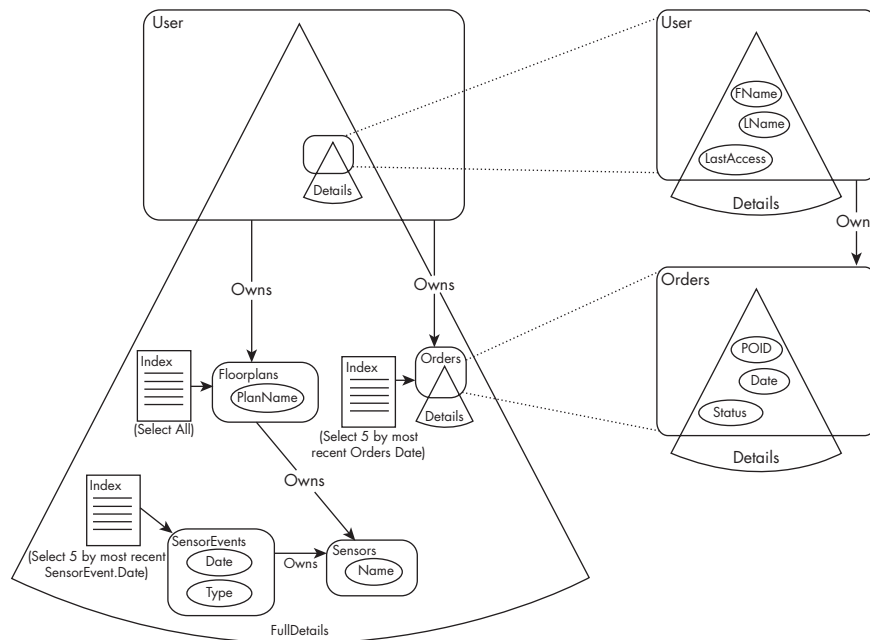 User
Details
Owns
Owns
Index
(Select All)
Floorplans
PlanName
Index
(Select 5 by most
recent Orders Date)
Orders
Details
Owns
Index
(Select 5 by most recent
SensorEvent.Date)
SensorEvents
Date
Type
Owns
Sensors
Name
FullDetails
User
FName
LName
LastAccess
Details
Own
Orders
POID
Date
Status
Details